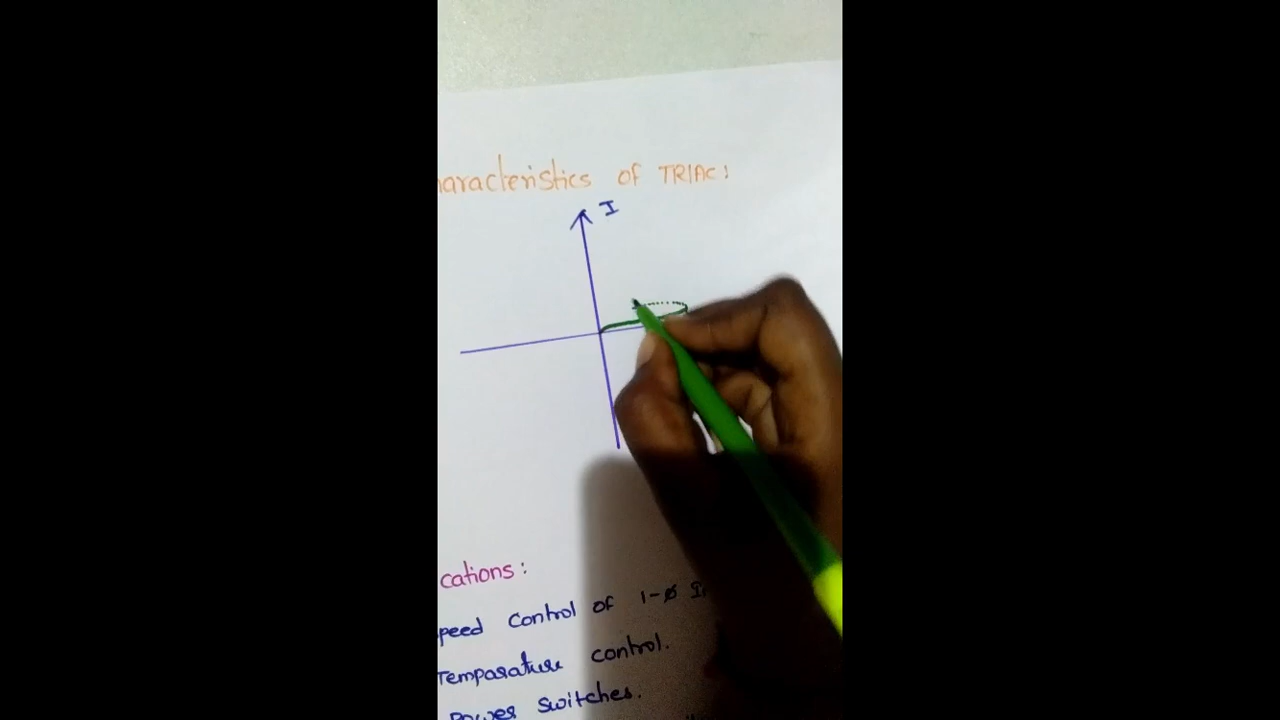 aracteristics of TRIAC:
I
cations:
peed Control of 1-ø
Temparature control.
Power switches.